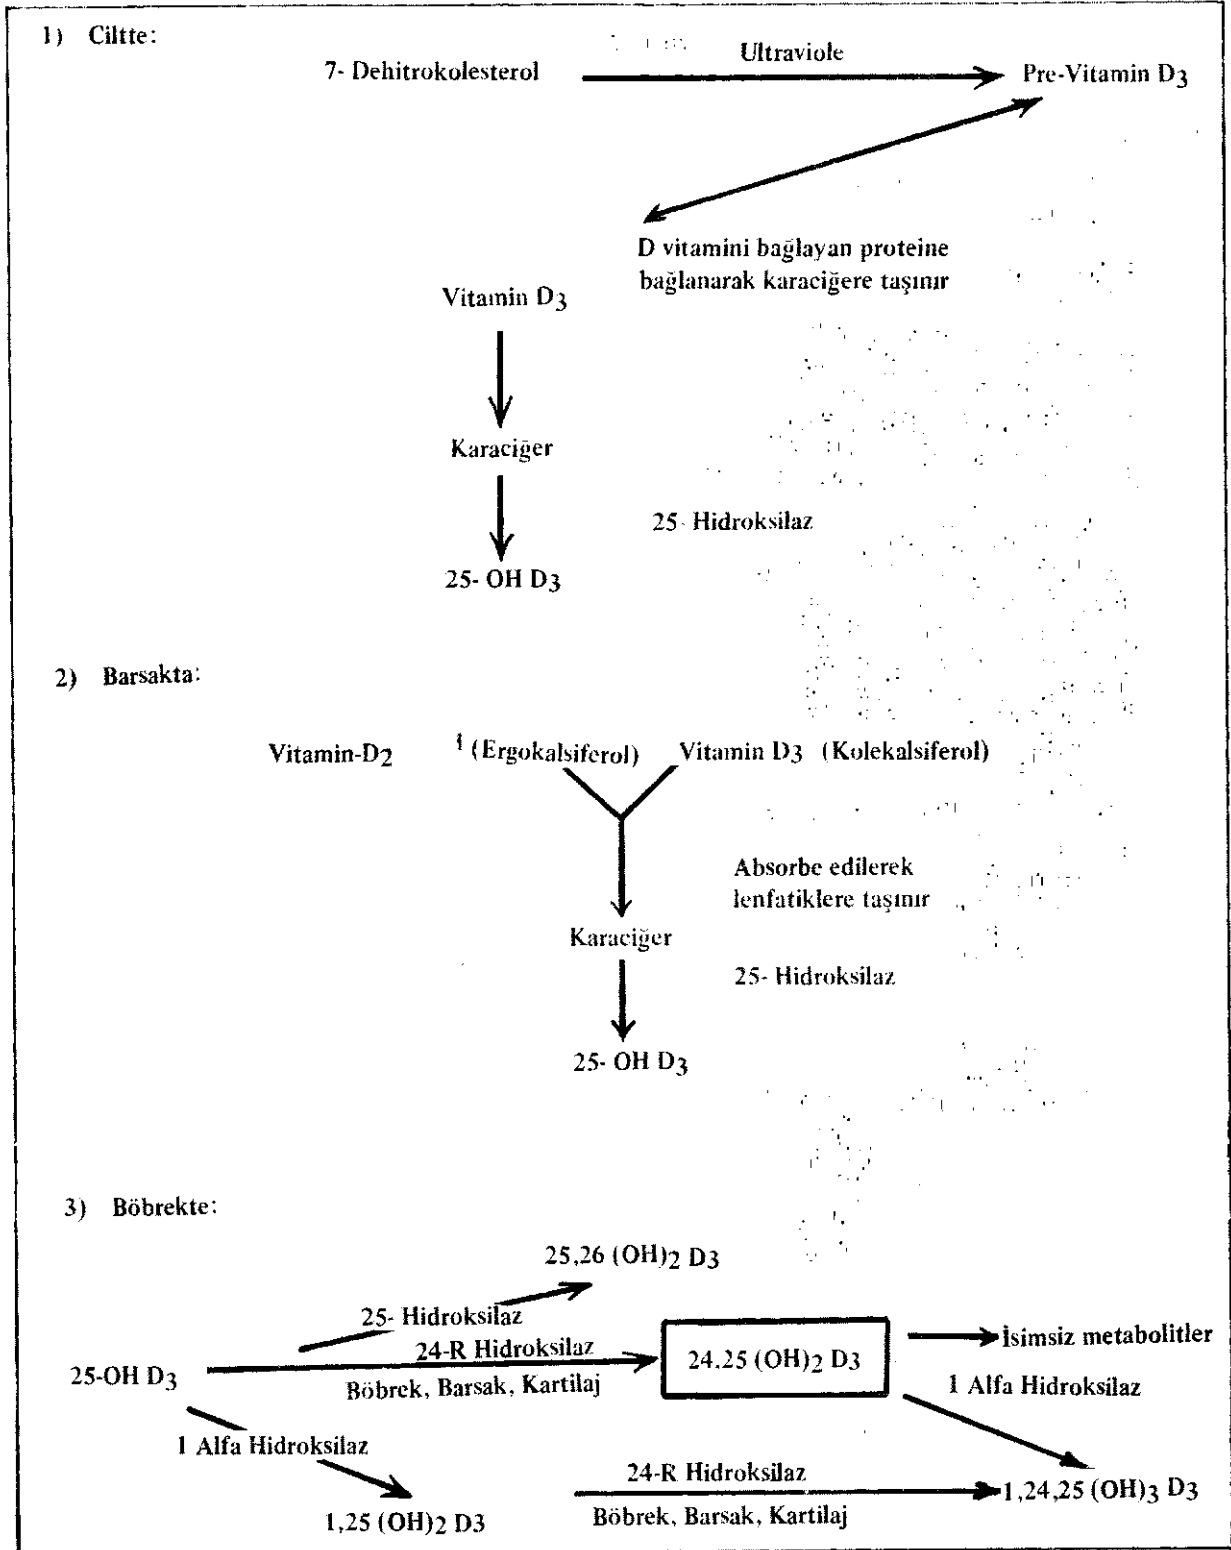 1) Ciltte:
7- Dehitrokolesterol
Ultraviole
Pre-Vitamin D3
D vitamini bağlayan proteine
bağlanarak karaciğere taşınır
Vitamin D3
Karaciğer
25- Hidroksilaz
25- OH D3
2) Barsakta:
Vitamin-D2 (Ergokalsiferol) Vitamin D3 (Kolekalsiferol)
Absorbe edilerek
lenfatiklere taşınır
Karaciğer
25- Hidroksilaz
25- OH D3
3) Böbrekte:
25,26 (OH)2 D3
25- Hidroksilaz
24-R Hidroksilaz
25-OH D3
Böbrek, Barsak, Kartilaj
24.25 (OH)2 D3
İsimsiz metabolitler
1 Alfa Hidroksilaz
1 Alfa Hidroksilaz
1,25 (OH)2 D3
24-R Hidroksilaz
Böbrek, Barsak, Kartilaj
1,24,25 (OH)3 D3